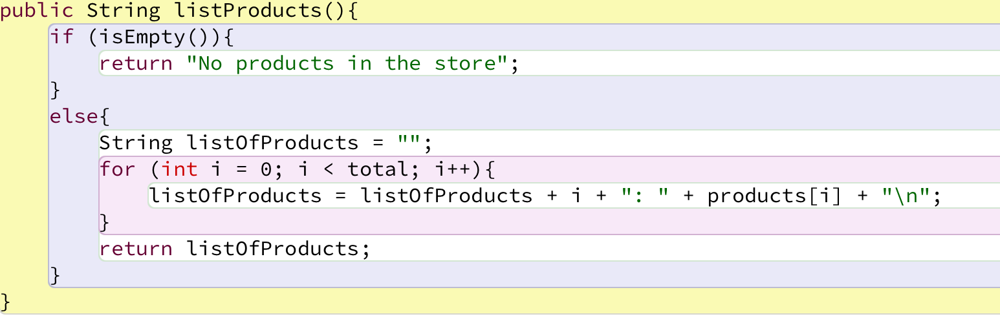 public String listProducts(){
    if (isEmpty()){
        return "No products in the store";
    }
    else{
        String listOfProducts = "";
        for (int i = 0; i < total; i++){
            listOfProducts = listOfProducts + i + ": " + products[i] + "\n";
        }
        return listOfProducts;
    }
}